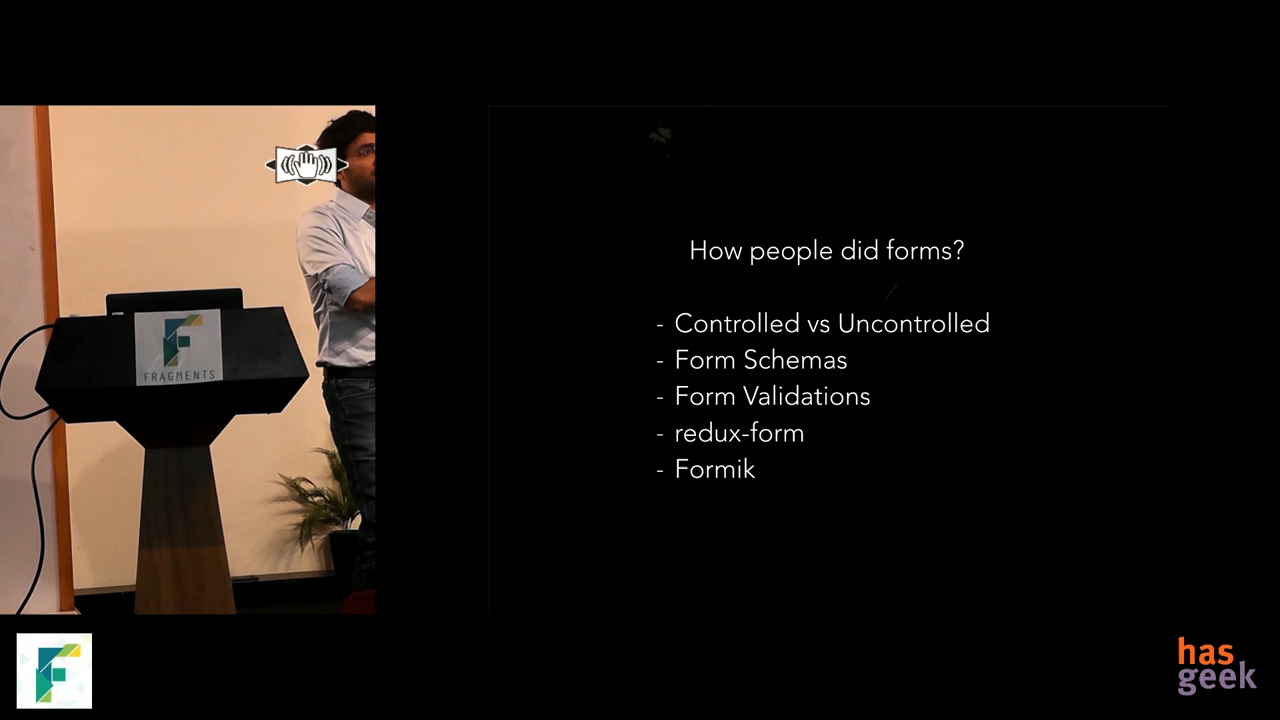 How people did forms?
- Controlled vs Uncontrolled
- Form Schemas
- Form Validations
- redux-form
- Formik
FRAGMENTS
has
geek